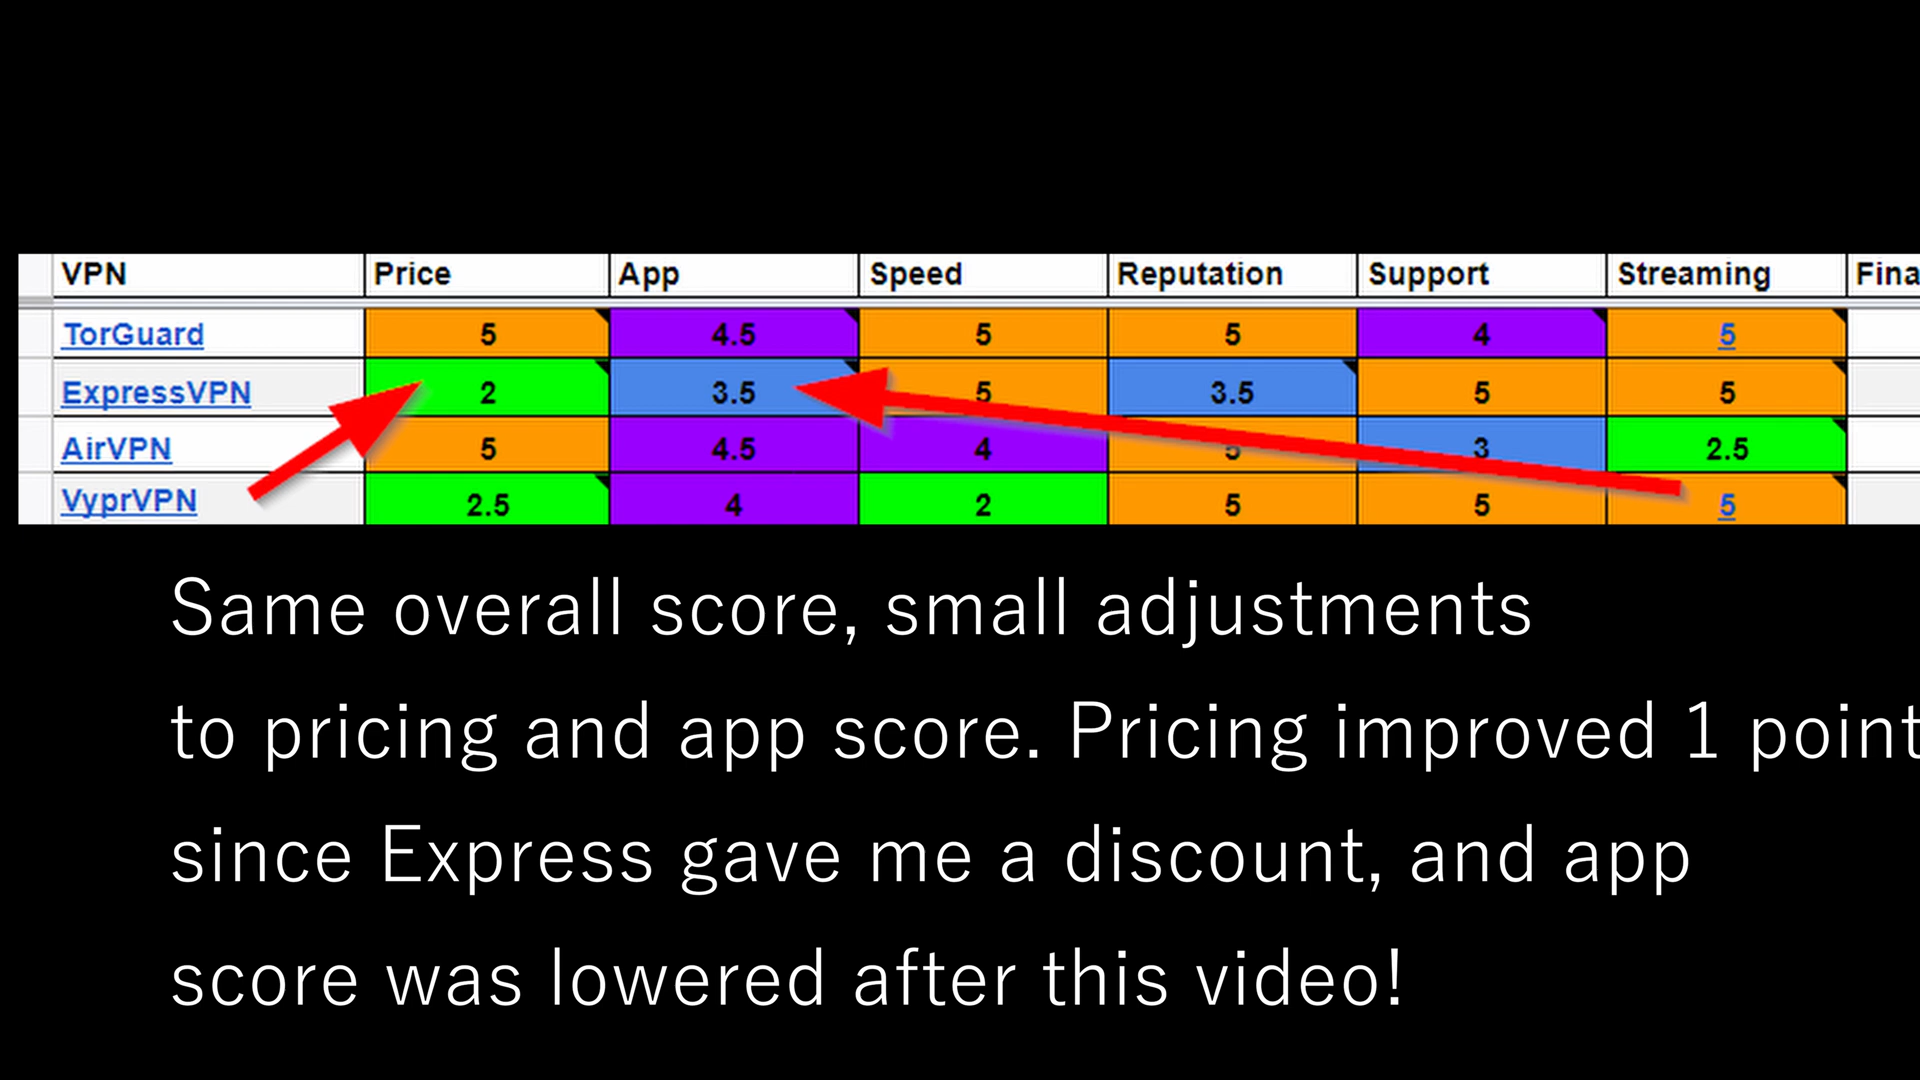 VPN Price App Speed Reputation Support Streaming Fina
TorGuard 5 4.5 5 5 4 5
ExpressVPN 2 3.5 5 3.5 5 5
AirVPN 5 4.5 4 5 3 2.5
VyprVPN 2.5 4 2 5 5 5
Same overall score, small adjustments
to pricing and app score. Pricing improved 1 point
since Express gave me a discount, and app
score was lowered after this video!